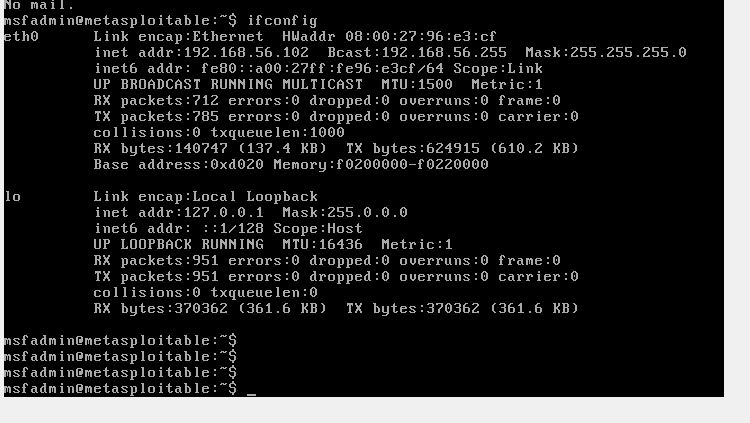 No mail.
msfadmin@metasploitable:~$ ifconfig
eth0      Link encap:Ethernet  HWaddr 08:00:27:96:e3:cf
          inet addr:192.168.56.102  Bcast:192.168.56.255  Mask:255.255.255.0
          inet6 addr: fe80::a00:27ff:fe96:e3cf/64 Scope:Link
          UP BROADCAST RUNNING MULTICAST  MTU:1500  Metric:1
          RX packets:712 errors:0 dropped:0 overruns:0 frame:0
          TX packets:785 errors:0 dropped:0 overruns:0 carrier:0
          collisions:0 txqueuelen:1000
          RX bytes:140747 (137.4 KB)  TX bytes:624915 (610.2 KB)
          Base address:0xd020 Memory:f0200000-f0220000
lo        Link encap:Local Loopback
          inet addr:127.0.0.1  Mask:255.0.0.0
          inet6 addr: ::1/128 Scope:Host
          UP LOOPBACK RUNNING  MTU:16436  Metric:1
          RX packets:951 errors:0 dropped:0 overruns:0 frame:0
          TX packets:951 errors:0 dropped:0 overruns:0 carrier:0
          collisions:0 txqueuelen:0
          RX bytes:370362 (361.6 KB)  TX bytes:370362 (361.6 KB)
msfadmin@metasploitable:~$
msfadmin@metasploitable:~$
msfadmin@metasploitable:~$
msfadmin@metasploitable:~$ _